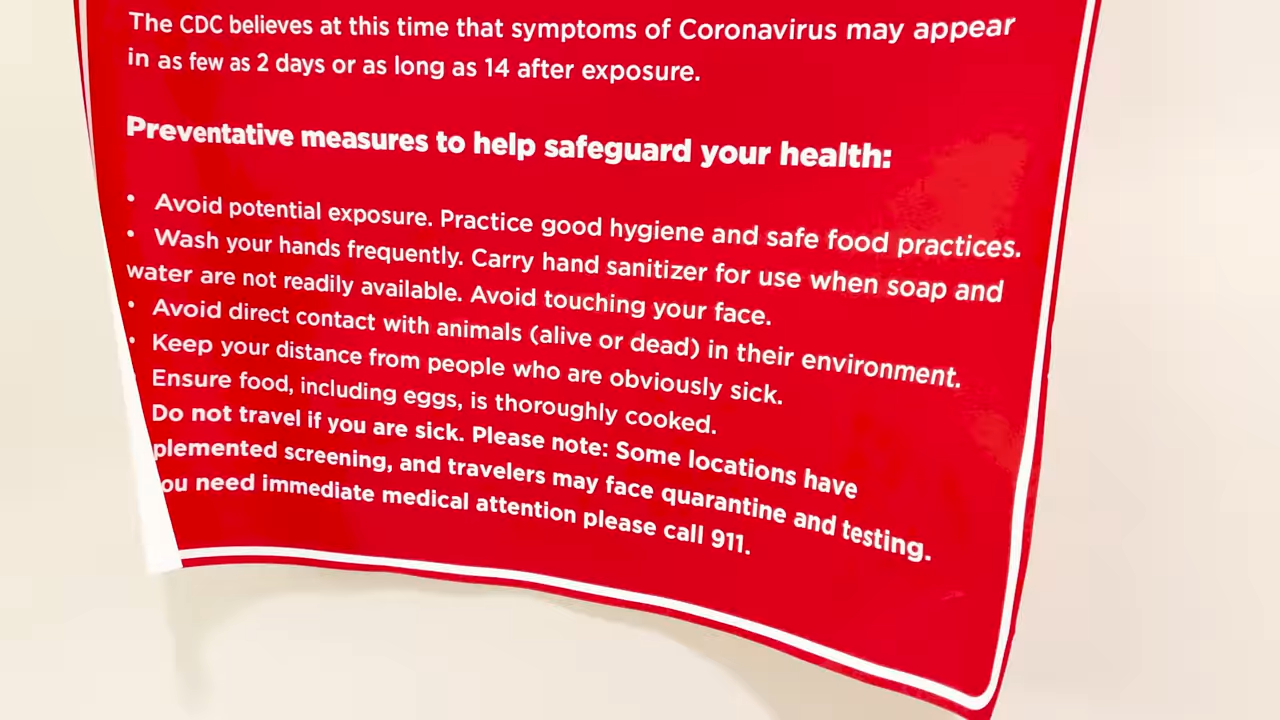 The CDC believes at this time that symptoms of Coronavirus may appear
in as few as 2 days or as long as 14 after exposure.
Preventative measures to help safeguard your health:
• Avoid potential exposure. Practice good hygiene and safe food practices.
• Wash your hands frequently. Carry hand sanitizer for use when soap and
water are not readily available. Avoid touching your face.
• Avoid direct contact with animals (alive or dead) in their environment.
• Keep your distance from people who are obviously sick.
Ensure food, including eggs, is thoroughly cooked.
Do not travel if you are sick. Please note: Some locations have
plemented screening, and travelers may face quarantine and testing.
ou need immediate medical attention please call 911.